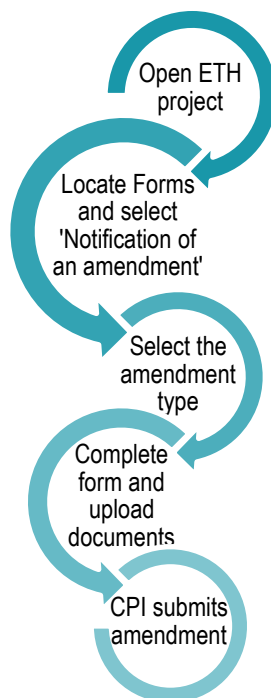 Open ETH
project
Locate Forms
and select
'Notification of
an amendment'
Select the
amendment
type
Complete
form and
upload
documents
CPI submits
amendment